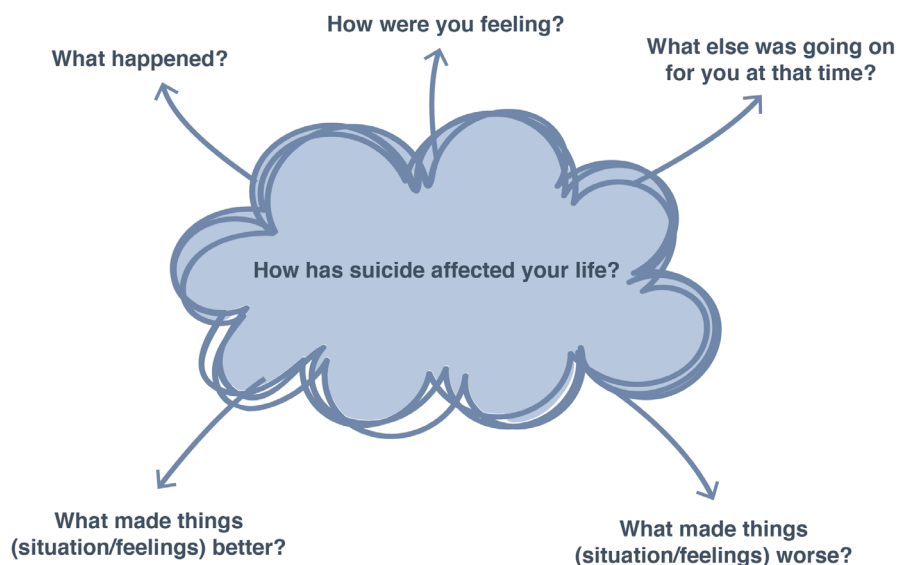 How were you feeling?
What happened?
What else was going on
for you at that time?
How has suicide affected your life?
What made things
(situation/feelings) better?
What made things
(situation/feelings) worse?